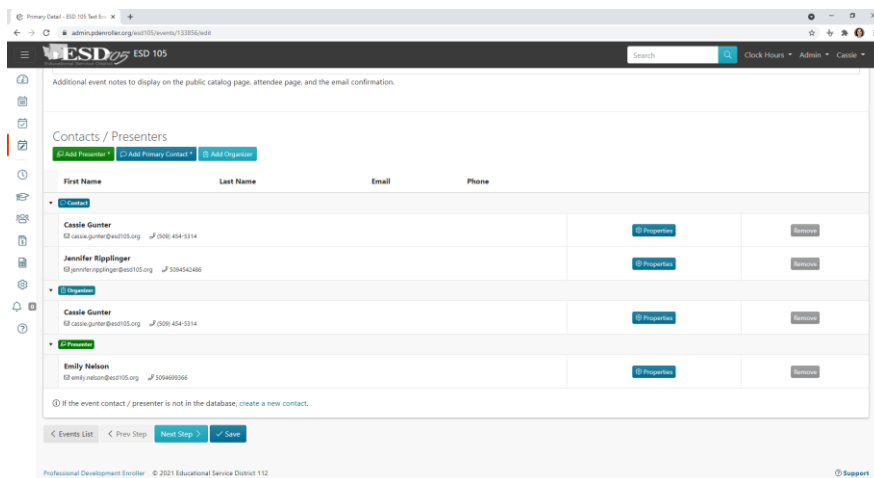 Primary Detail - ESD 105 Test Ev
admin.pdenroller.org/esd105/events/133856/edit
ESD105 ESD 105
Educational Service District
Search
Clock Hours Admin Cassie
Additional event notes to display on the public catalog page, attendee page, and the email confirmation.
Contacts / Presenters
Add Presenter * Add Primary Contact * Add Organizer
First Name Last Name Email Phone
Contact
Cassie Gunter
cassie.gunter@esd105.org (509) 454-5314
Properties Remove
Jennifer Ripplinger
jennifer.ripplinger@esd105.org 5094542486
Properties Remove
Organizer
Cassie Gunter
cassie.gunter@esd105.org (509) 454-5314
Properties Remove
Presenter
Emily Nelson
emily.nelson@esd105.org 5094699366
Properties Remove
If the event contact / presenter is not in the database, create a new contact.
< Events List < Prev Step Next Step > Save
Professional Development Enroller © 2021 Educational Service District 112
Support
0